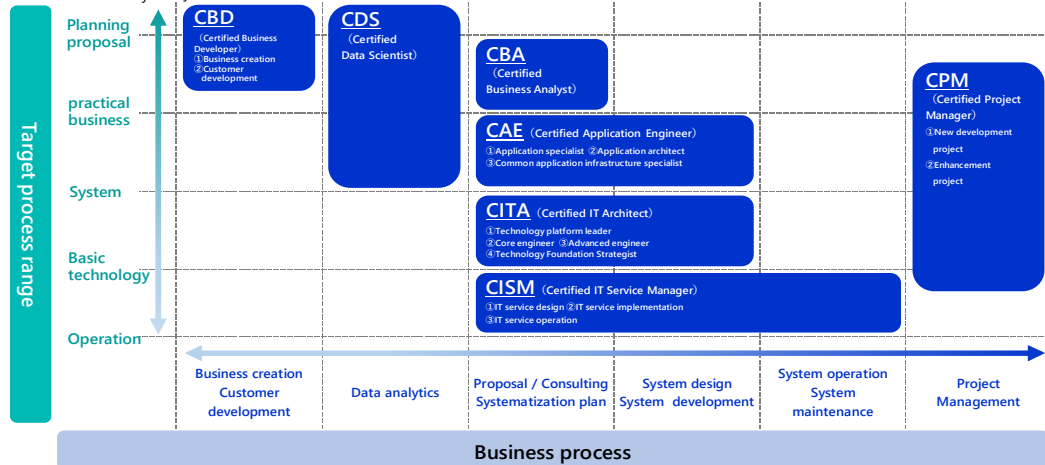 Target process range
Planning
proposal
practical
business
System
Basic
technology
Operation
CBD
（Certified Business
Developer）
①Business creation
②Customer
development
CDS
（Certified
Data Scientist）
CBA
（Certified
Business Analyst）
CAE（Certified Application Engineer）
①Application specialist ②Application architect
③Common application infrastructure specialist
CITA（Certified IT Architect）
①Technology platform leader
②Core engineer ③Advanced engineer
④Technology Foundation Strategist
CISM（Certified IT Service Manager）
①IT service design ②IT service implementation
③IT service operation
CPM
（Certified Project
Manager）
①New development
project
②Enhancement
project
Business creation
Customer
development
Data analytics
Proposal / Consulting
Systematization plan
System design
System development
System operation
System
maintenance
Project
Management
Business process